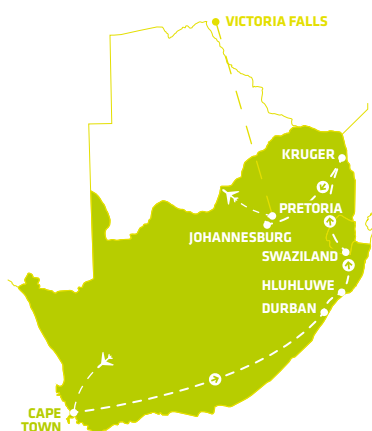 VICTORIA FALLS
KRUGER
PRETORIA
JOHANNESBURG
SWAZILAND
HLUHLUWE
DURBAN
CAPE
TOWN